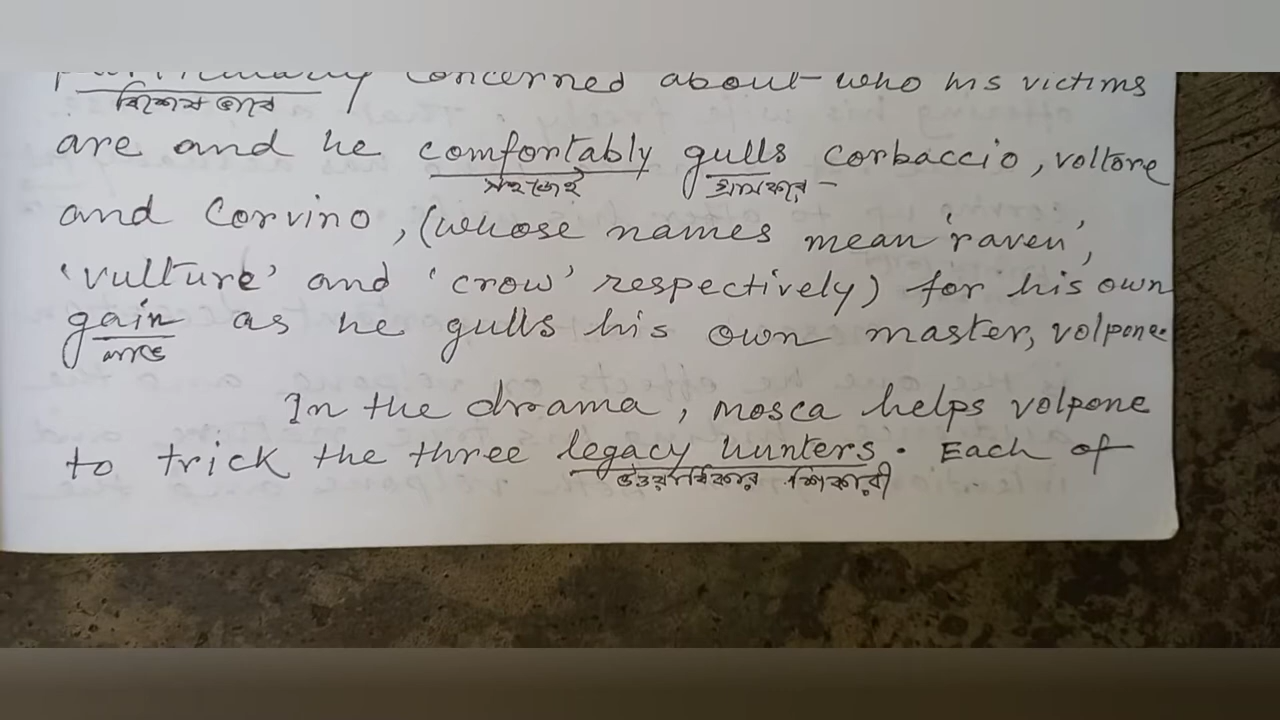 particularly concerned about who his victims
বিশেষ ভাবে
are and he comfortably gulls corbaccio, voltore
সহজেই
and Corvino, (whose names mean 'raven',
'vulture' and 'crow' respectively) for his own
gain as he gulls his own master, volpone.
লাভ
In the drama, mosca helps volpone
to trick the three legacy hunters. Each of
উত্তরাধিকার শিকারী